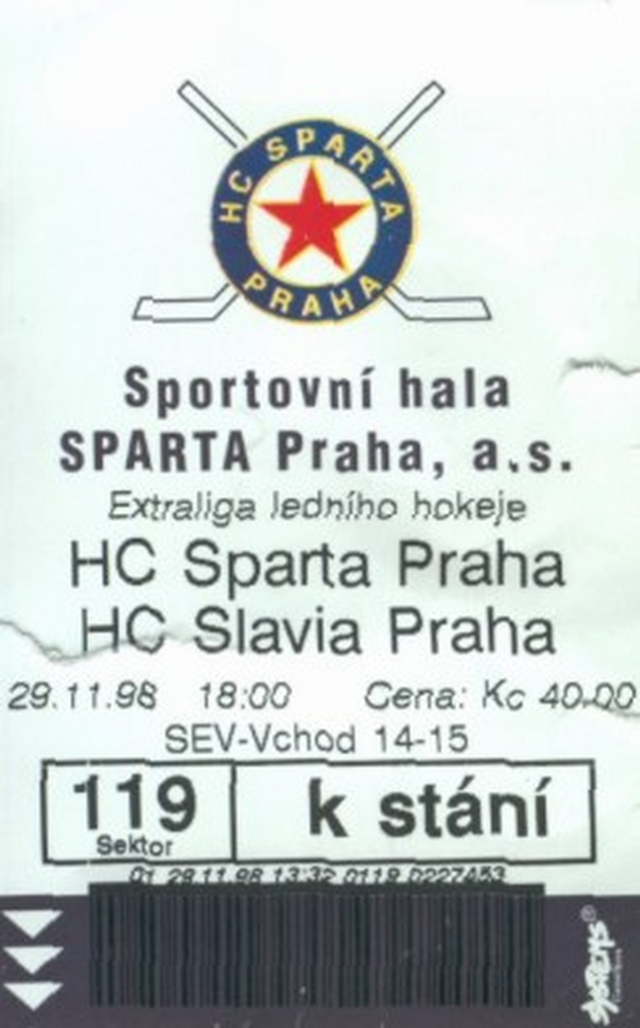 HC SPARTA
PRAHA
Sportovní hala
SPARTA Praha, a.s.
Extraliga ledního hokeje
HC Sparta Praha
HC Slavia Praha
29.11.98 18:00 Cena: Kc 40.00
SEV-Vchod 14-15
119 k stání
Sektor
01 29.11.98 13:32 0119 0227453